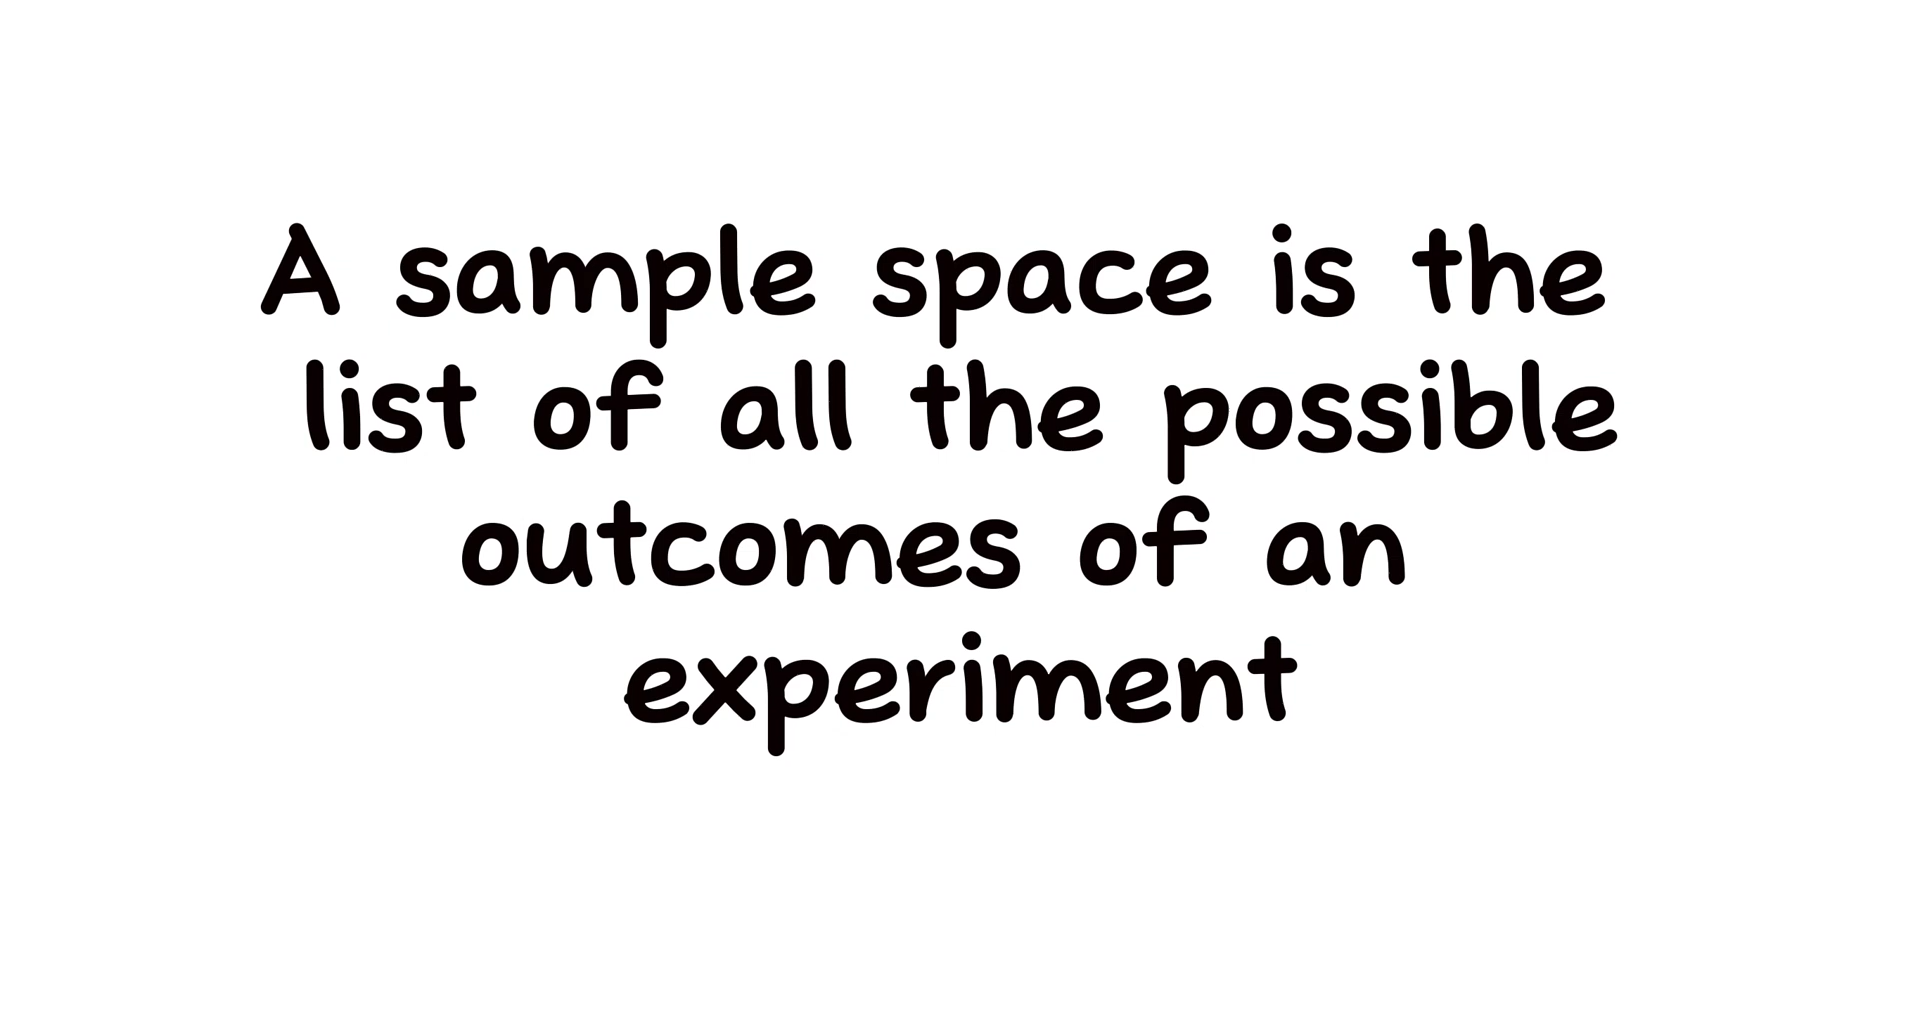 A sample space is the
list of all the possible
outcomes of an
experiment